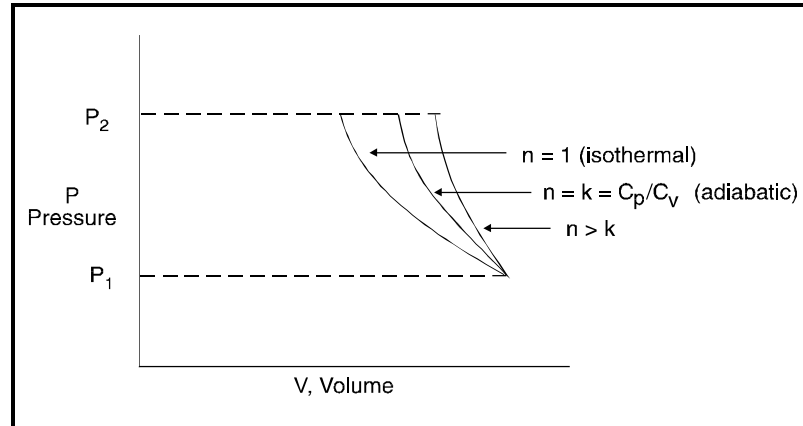 P₂
n = 1 (isothermal)
n = k = Cₚ/Cᵥ (adiabatic)
P
Pressure
n > k
P₁
V, Volume